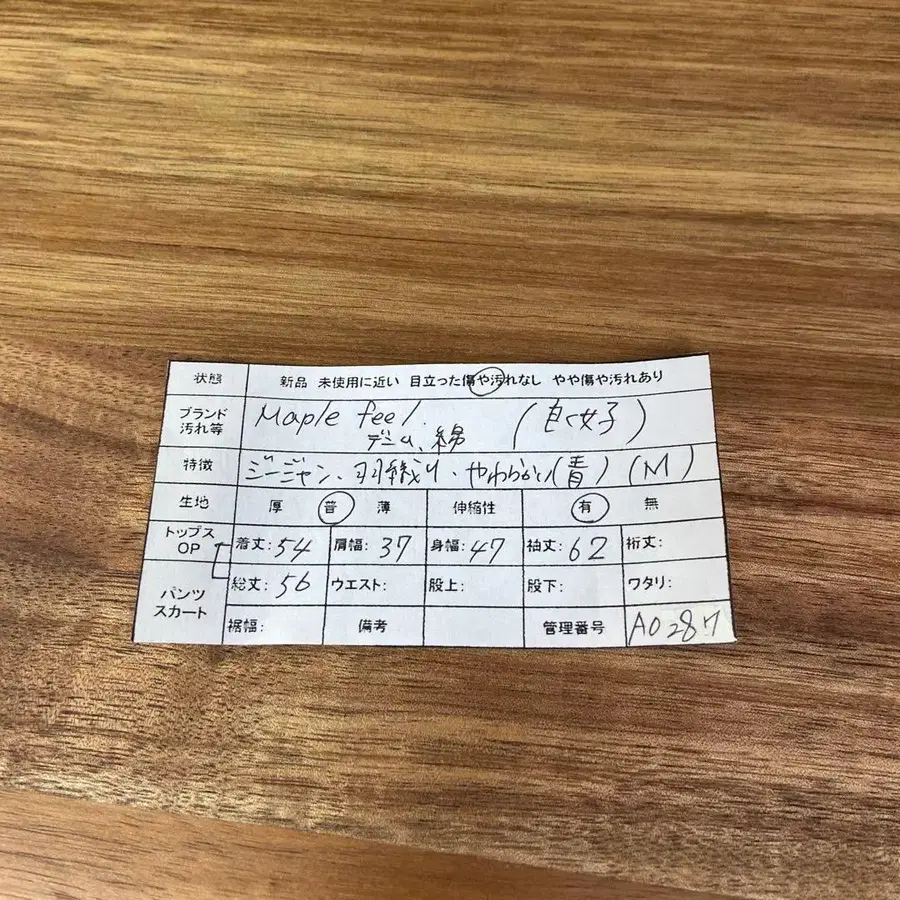 状態 新品 未使用に近い 目立った傷や汚れなし やや傷や汚れあり
ブランド 汚れ等 Maple feel. (良好)
デニム、綿
特徴 ジージャン、羽織り、やわらかい(青) (M)
生地 厚 普 薄 伸縮性 有 無
トップス OP 着丈:54 肩幅:37 身幅:47 袖丈:62 裄丈:
パンツ スカート 総丈:56 ウエスト: 股上: 股下: ワタリ:
裾幅: 備考 管理番号 A0287